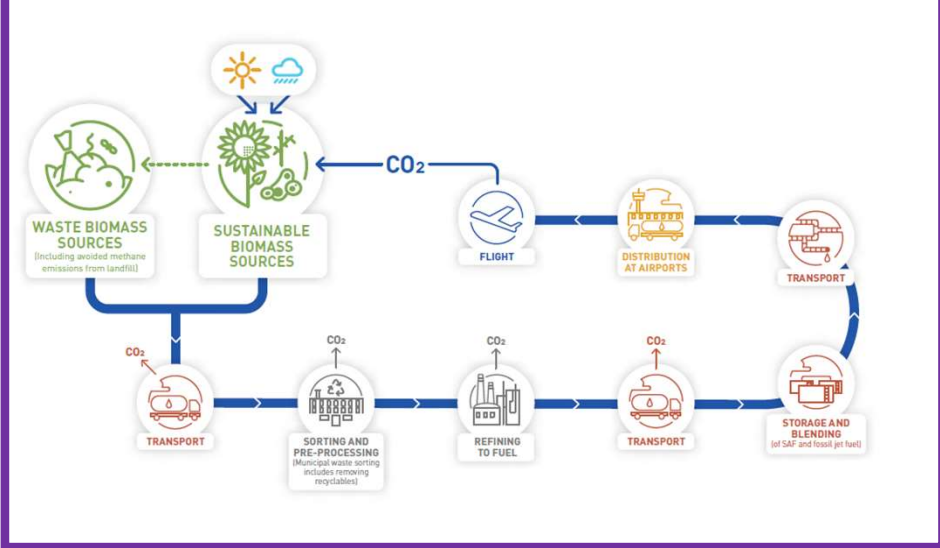 WASTE BIOMASS
SOURCES
(Including avoided methane
emissions from landfill)
SUSTAINABLE
BIOMASS
SOURCES
CO₂
FLIGHT
DISTRIBUTION
AT AIRPORTS
TRANSPORT
CO₂
TRANSPORT
CO₂
SORTING AND
PRE-PROCESSING
(Municipal waste sorting
includes removing
recyclables)
CO₂
REFINING
TO FUEL
CO₂
TRANSPORT
STORAGE AND
BLENDING
(of SAF and fossil jet fuel)